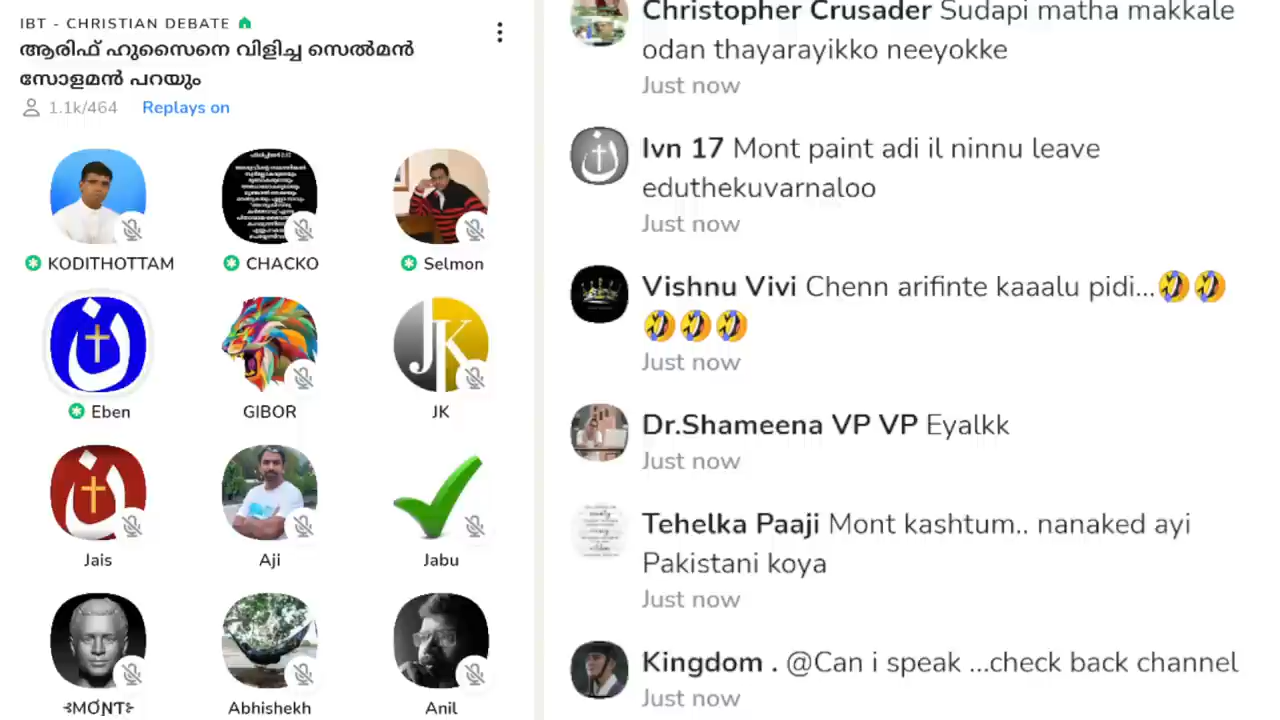 IBT - CHRISTIAN DEBATE
ആരിഫ് ഹുസൈനെ വിളിച്ച സെൽമൻ
സോളമൻ പറയും
1.1k/464 Replays on
KODITHOTTAM CHACKO Selmon
Eben GIBOR JK
Jais Aji Jabu
MONT Abhishekh Anil
Christopher Crusader Sudapi matha makkale
odan thayarayikko neeyokke
Just now
Ivn 17 Mont paint adi il ninnu leave
eduthekuvarnaloo
Just now
Vishnu Vivi Chenn arifinte kaaalu pidi...🤣🤣
🤣🤣🤣
Just now
Dr.Shameena VP VP Eyalkk
Just now
Tehelka Paaji Mont kashtum.. nanaked ayi
Pakistani koya
Just now
Kingdom . @Can i speak ...check back channel
Just now